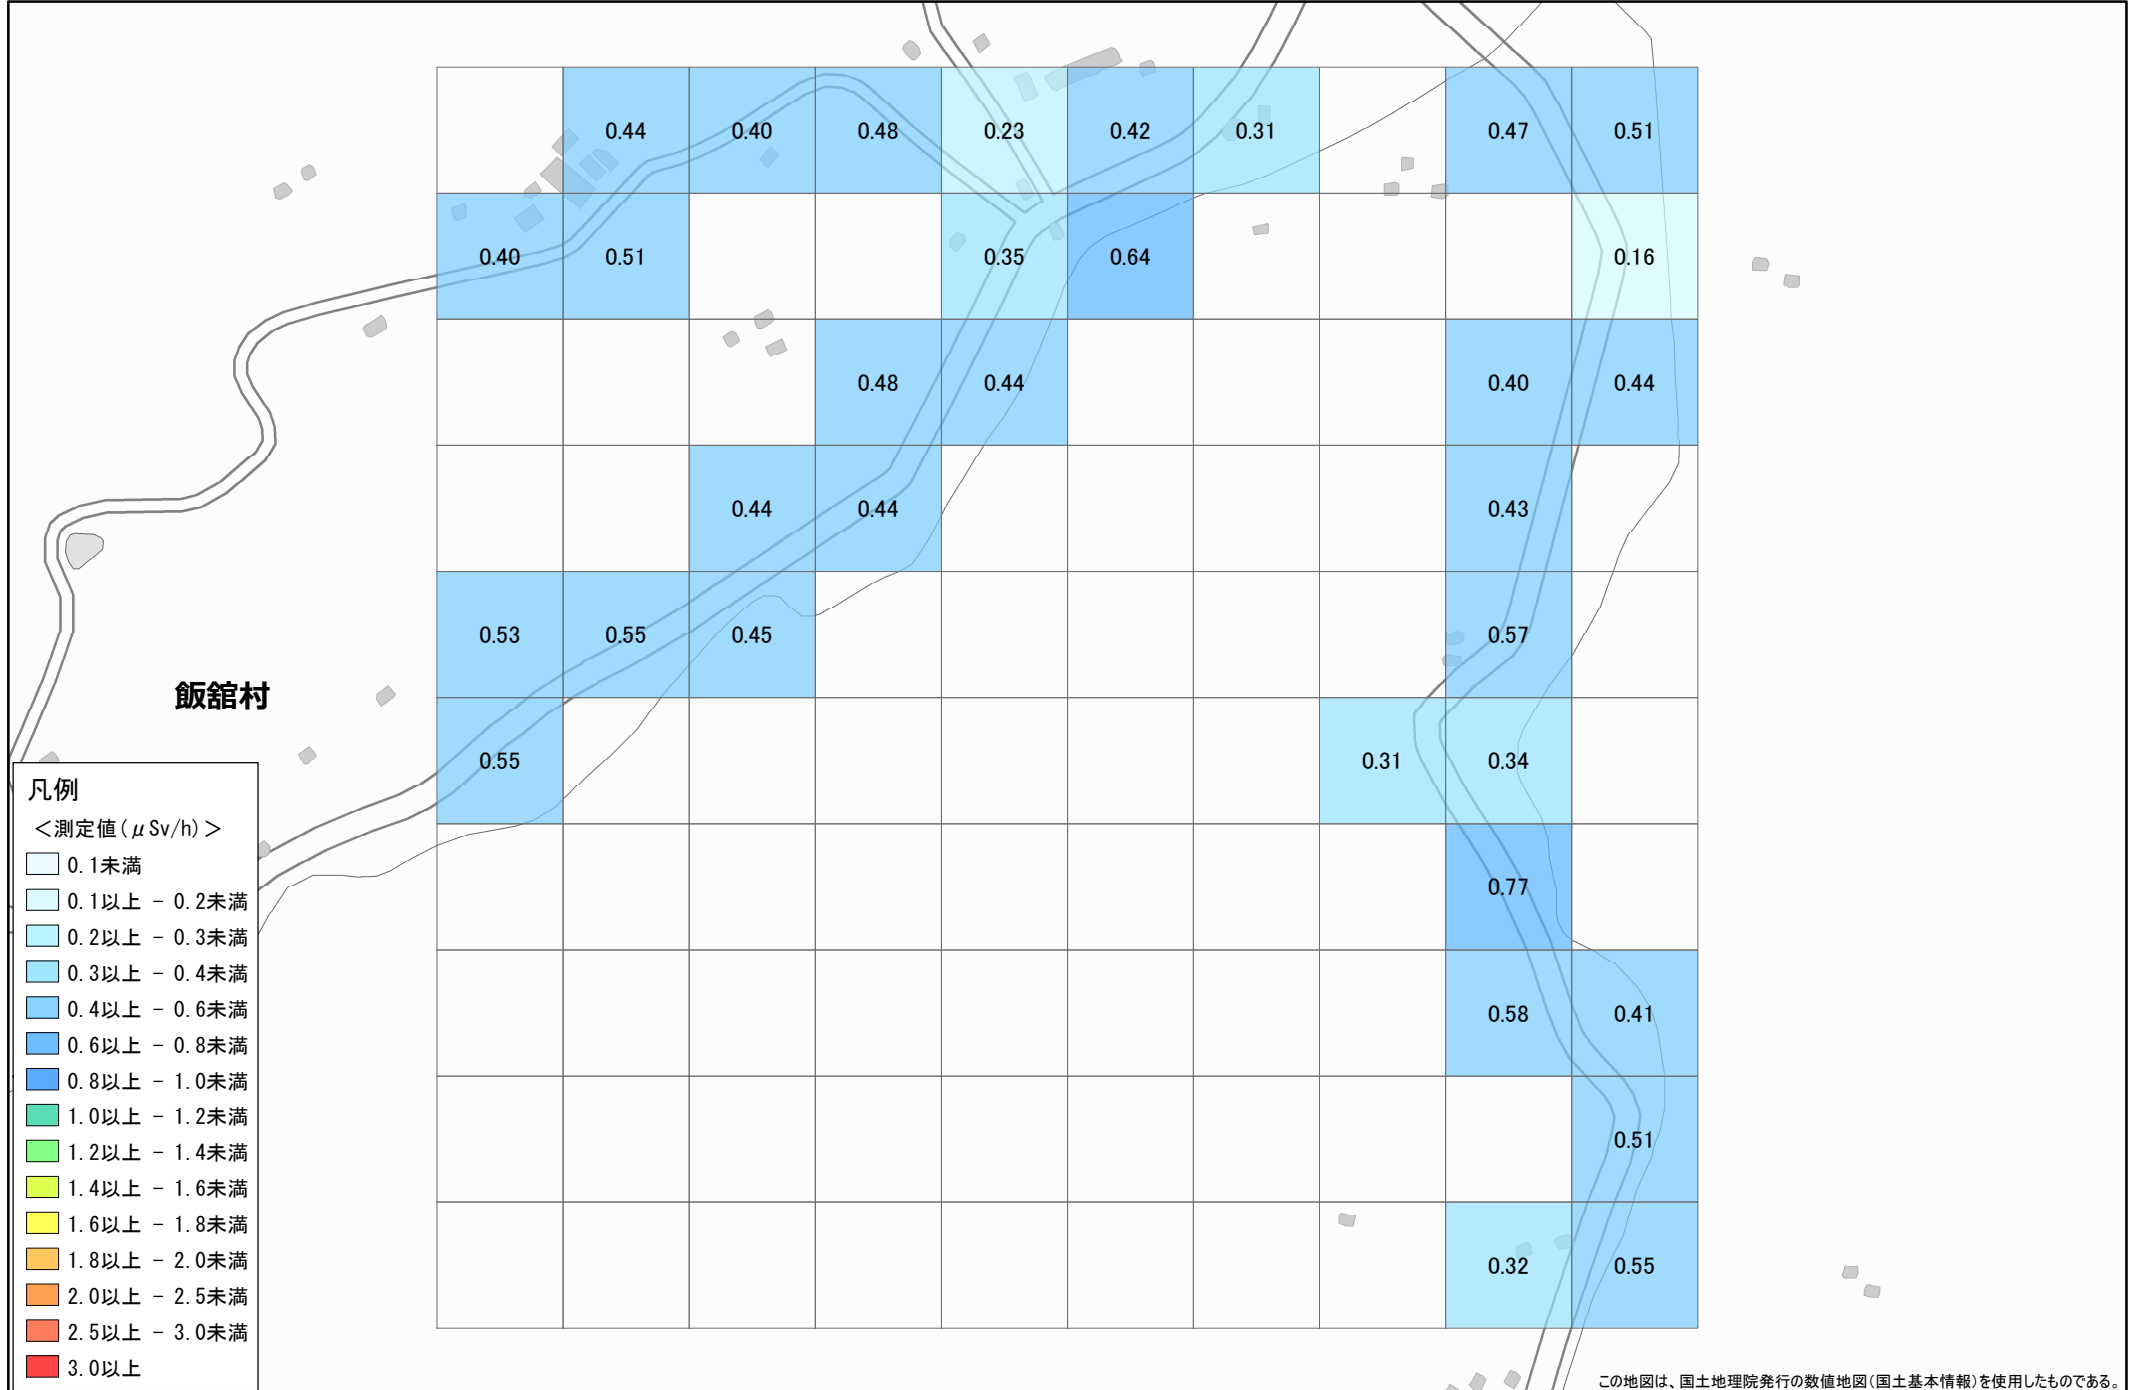 0.44 0.40 0.48 0.23 0.42 0.31 0.47 0.51
0.40 0.51 0.35 0.64 0.16
0.48 0.44 0.40 0.44
0.44 0.44 0.43
0.53 0.55 0.45 0.57
飯舘村
0.55 0.31 0.34
0.77
0.58 0.41
0.51
0.32 0.55
凡例
＜測定値(μSv/h)＞
0.1未満
0.1以上 - 0.2未満
0.2以上 - 0.3未満
0.3以上 - 0.4未満
0.4以上 - 0.6未満
0.6以上 - 0.8未満
0.8以上 - 1.0未満
1.0以上 - 1.2未満
1.2以上 - 1.4未満
1.4以上 - 1.6未満
1.6以上 - 1.8未満
1.8以上 - 2.0未満
2.0以上 - 2.5未満
2.5以上 - 3.0未満
3.0以上
この地図は、国土地理院発行の数値地図(国土基本情報)を使用したものである。